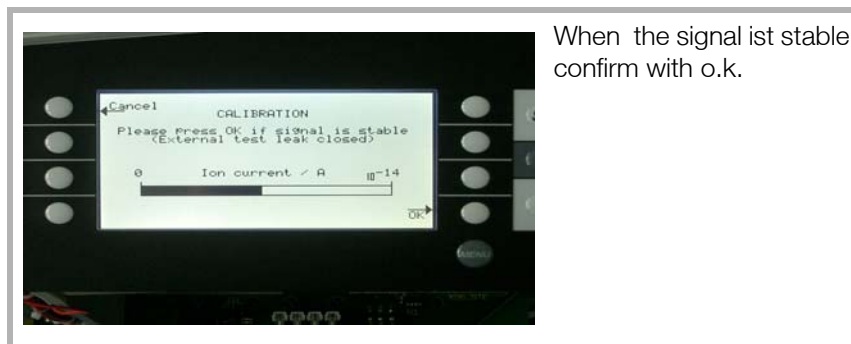 When the signal ist stable
confirm with o.k.
Cancel
CALIBRATION
Please press OK if signal is stable
(External test leak closed)
0 Ion current / A 10-14
OK
MENU